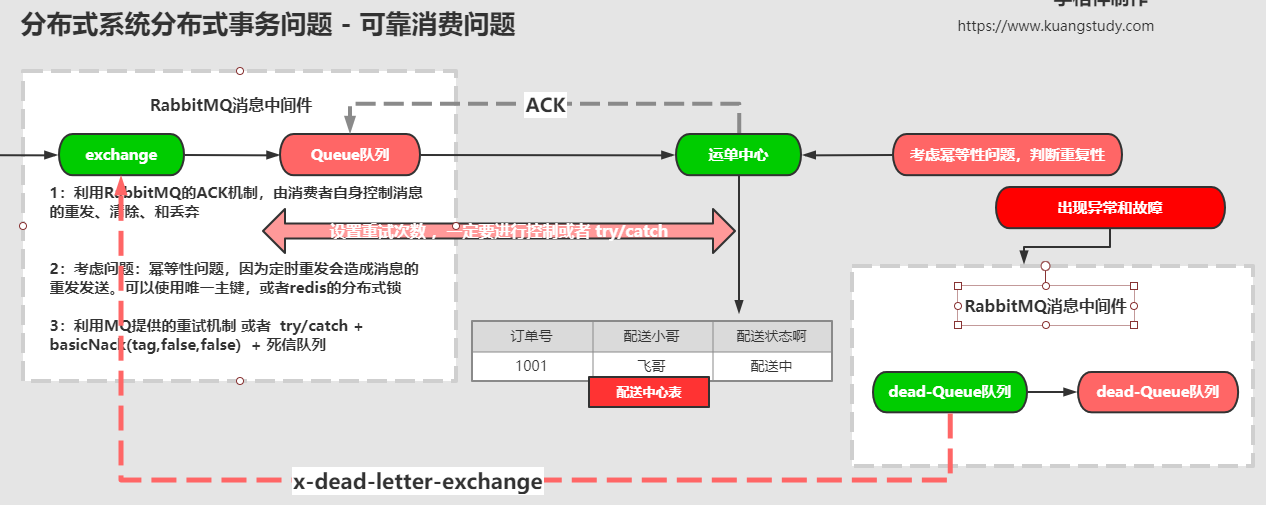 分布式系统分布式事务问题 - 可靠消费问题
https://www.kuangstudy.com
RabbitMQ消息中间件
ACK
exchange
Queue队列
运单中心
考虑幂等性问题，判断重复性
1：利用RabbitMQ的ACK机制，由消费者自身控制消息
的重发、清除、和丢弃
出现异常和故障
设置重试次数 ，一定要进行控制或者 try/catch
2：考虑问题：幂等性问题，因为定时重发会造成消息的
重发发送。可以使用唯一主键，或者redis的分布式锁
RabbitMQ消息中间件
3：利用MQ提供的重试机制 或者 try/catch +
basicNack(tag,false,false) + 死信队列
订单号 配送小哥 配送状态啊
1001 飞哥 配送中
配送中心表
dead-Queue队列
dead-Queue队列
x-dead-letter-exchange